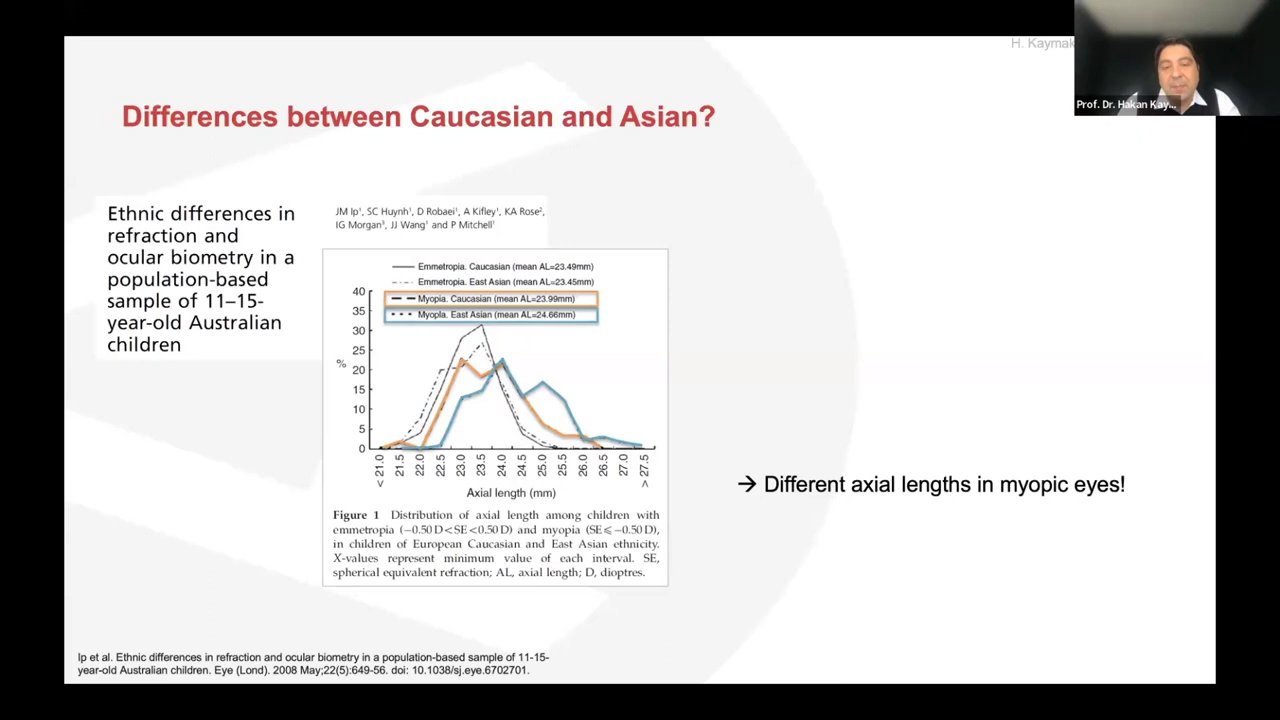 H. Kaymak
Prof. Dr. Hakan Kay...
Differences between Caucasian and Asian?
Ethnic differences in
refraction and
ocular biometry in a
population-based
sample of 11–15-
year-old Australian
children
JM Ip¹, SC Huynh¹, D Robaei¹, A Kifley¹, KA Rose²,
IG Morgan³, JJ Wang¹ and P Mitchell¹
Emmetropia. Caucasian (mean AL=23.49mm)
Emmetropia. East Asian (mean AL=23.45mm)
Myopia. Caucasian (mean AL=23.99mm)
Myopia. East Asian (mean AL=24.66mm)
%
40
35
30
25
20
15
10
5
0
< 21.0
21.5
22.0
22.5
23.0
23.5
24.0
24.5
25.0
25.5
26.0
26.5
27.0
> 27.5
Axial length (mm)
Figure 1 Distribution of axial length among children with
emmetropia (−0.50 D<SE<0.50 D) and myopia (SE⩽−0.50 D),
in children of European Caucasian and East Asian ethnicity.
X-values represent minimum value of each interval. SE,
spherical equivalent refraction; AL, axial length; D, dioptres.
→ Different axial lengths in myopic eyes!
Ip et al. Ethnic differences in refraction and ocular biometry in a population-based sample of 11-15-
year-old Australian children. Eye (Lond). 2008 May;22(5):649-56. doi: 10.1038/sj.eye.6702701.